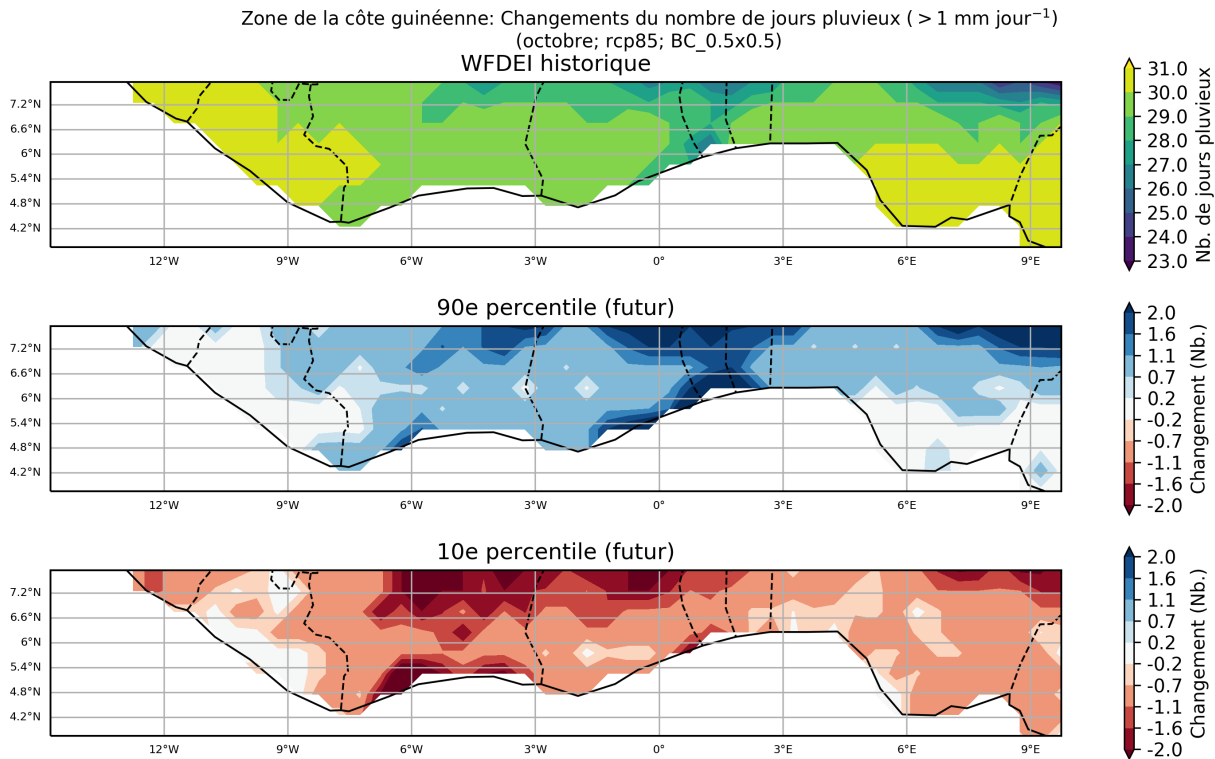 Zone de la côte guinéenne: Changements du nombre de jours pluvieux (> 1 mm jour⁻¹)
(octobre; rcp85; BC_0.5x0.5)
WFDEI historique
7.2°N
6.6°N
6°N
5.4°N
4.8°N
4.2°N
12°W 9°W 6°W 3°W 0° 3°E 6°E 9°E
31.0
30.0
29.0
28.0
27.0
26.0
25.0
24.0
23.0
Nb. de jours pluvieux
90e percentile (futur)
7.2°N
6.6°N
6°N
5.4°N
4.8°N
4.2°N
12°W 9°W 6°W 3°W 0° 3°E 6°E 9°E
2.0
1.6
1.1
0.7
0.2
-0.2
-0.7
-1.1
-1.6
-2.0
Changement (Nb.)
10e percentile (futur)
7.2°N
6.6°N
6°N
5.4°N
4.8°N
4.2°N
12°W 9°W 6°W 3°W 0° 3°E 6°E 9°E
2.0
1.6
1.1
0.7
0.2
-0.2
-0.7
-1.1
-1.6
-2.0
Changement (Nb.)